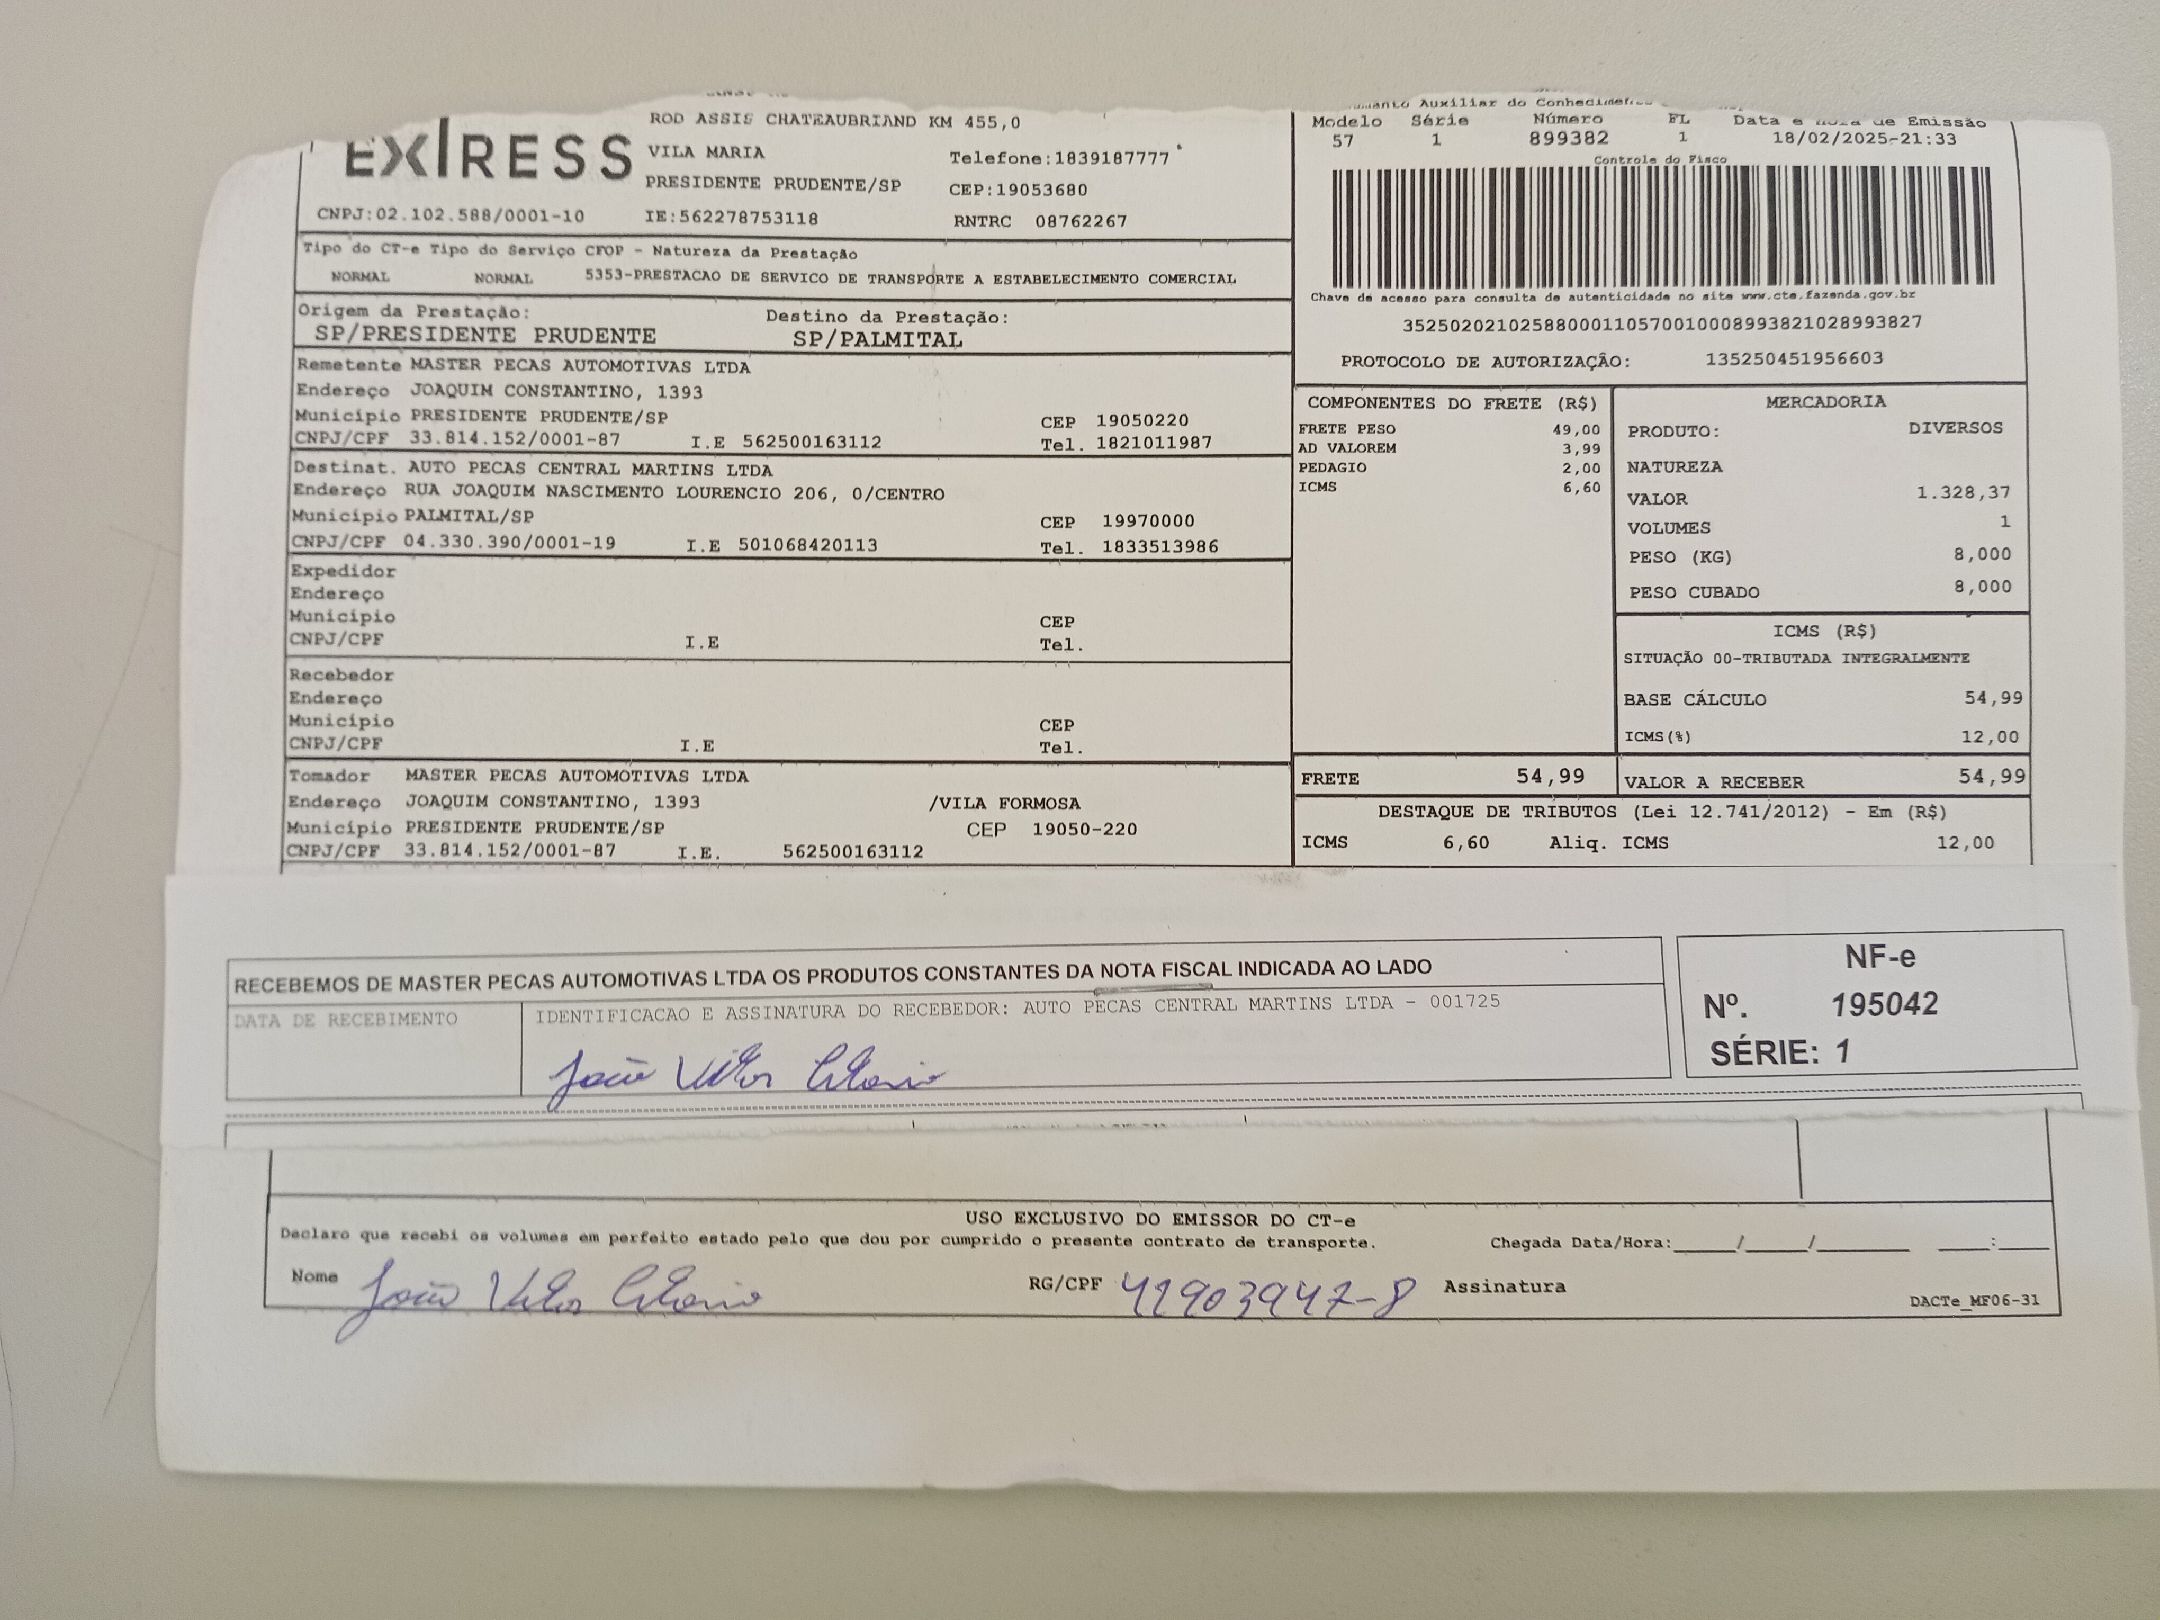 ROD ASSIS CHATEAUBRIAND KM 455,0
EXPRESS
VILA MARIA
Telefone:1839187777
PRESIDENTE PRUDENTE/SP
CEP:19053680
CNPJ:02.102.588/0001-10
IE:562278753118
RNTRC 08762267
Auxiliar do
Modelo Série Número FL Data e de Emissão
57 1 899382 1 18/02/2025-21:33
Controle do Fisco
Chave de acesso para consulta de autenticidade no site www.cte.fazenda.gov.br
35250202102588000110570010008993821028993827
PROTOCOLO DE AUTORIZAÇÃO: 135250451956603
Tipo do CT-e Tipo do Serviço CFOP - Natureza da Prestação
NORMAL NORMAL 5353-PRESTACAO DE SERVICO DE TRANSPORTE A ESTABELECIMENTO COMERCIAL
Origem da Prestação: Destino da Prestação:
SP/PRESIDENTE PRUDENTE SP/PALMITAL
Remetente MASTER PECAS AUTOMOTIVAS LTDA
Endereço JOAQUIM CONSTANTINO, 1393
Município PRESIDENTE PRUDENTE/SP CEP 19050220
CNPJ/CPF 33.814.152/0001-87 I.E 562500163112 Tel. 1821011987
Destinat. AUTO PECAS CENTRAL MARTINS LTDA
Endereço RUA JOAQUIM NASCIMENTO LOURENCIO 206, 0/CENTRO
Município PALMITAL/SP CEP 19970000
CNPJ/CPF 04.330.390/0001-19 I.E 501068420113 Tel. 1833513986
Expedidor
Endereço
Município CEP
CNPJ/CPF I.E Tel.
Recebedor
Endereço
Município CEP
CNPJ/CPF I.E Tel.
Tomador MASTER PECAS AUTOMOTIVAS LTDA
Endereço JOAQUIM CONSTANTINO, 1393 /VILA FORMOSA
Município PRESIDENTE PRUDENTE/SP CEP 19050-220
CNPJ/CPF 33.814.152/0001-87 I.E. 562500163112
COMPONENTES DO FRETE (R$)
FRETE PESO 49,00
AD VALOREM 3,99
PEDAGIO 2,00
ICMS 6,60
MERCADORIA
PRODUTO: DIVERSOS
NATUREZA
VALOR 1.328,37
VOLUMES 1
PESO (KG) 8,000
PESO CUBADO 8,000
ICMS (R$)
SITUAÇÃO 00-TRIBUTADA INTEGRALMENTE
BASE CÁLCULO 54,99
ICMS(%) 12,00
FRETE 54,99
VALOR A RECEBER 54,99
DESTAQUE DE TRIBUTOS (Lei 12.741/2012) - Em (R$)
ICMS 6,60 Aliq. ICMS 12,00
RECEBEMOS DE MASTER PECAS AUTOMOTIVAS LTDA OS PRODUTOS CONSTANTES DA NOTA FISCAL INDICADA AO LADO
DATA DE RECEBIMENTO
IDENTIFICACAO E ASSINATURA DO RECEBEDOR: AUTO PECAS CENTRAL MARTINS LTDA - 001725
João Vitor
NF-e
Nº. 195042
SÉRIE: 1
USO EXCLUSIVO DO EMISSOR DO CT-e
Declaro que recebi os volumes em perfeito estado pelo que dou por cumprido o presente contrato de transporte. Chegada Data/Hora:_____/_____/_______ ____:____
Nome João Vitor RG/CPF 41903947-8 Assinatura
DACTe_MF06-31